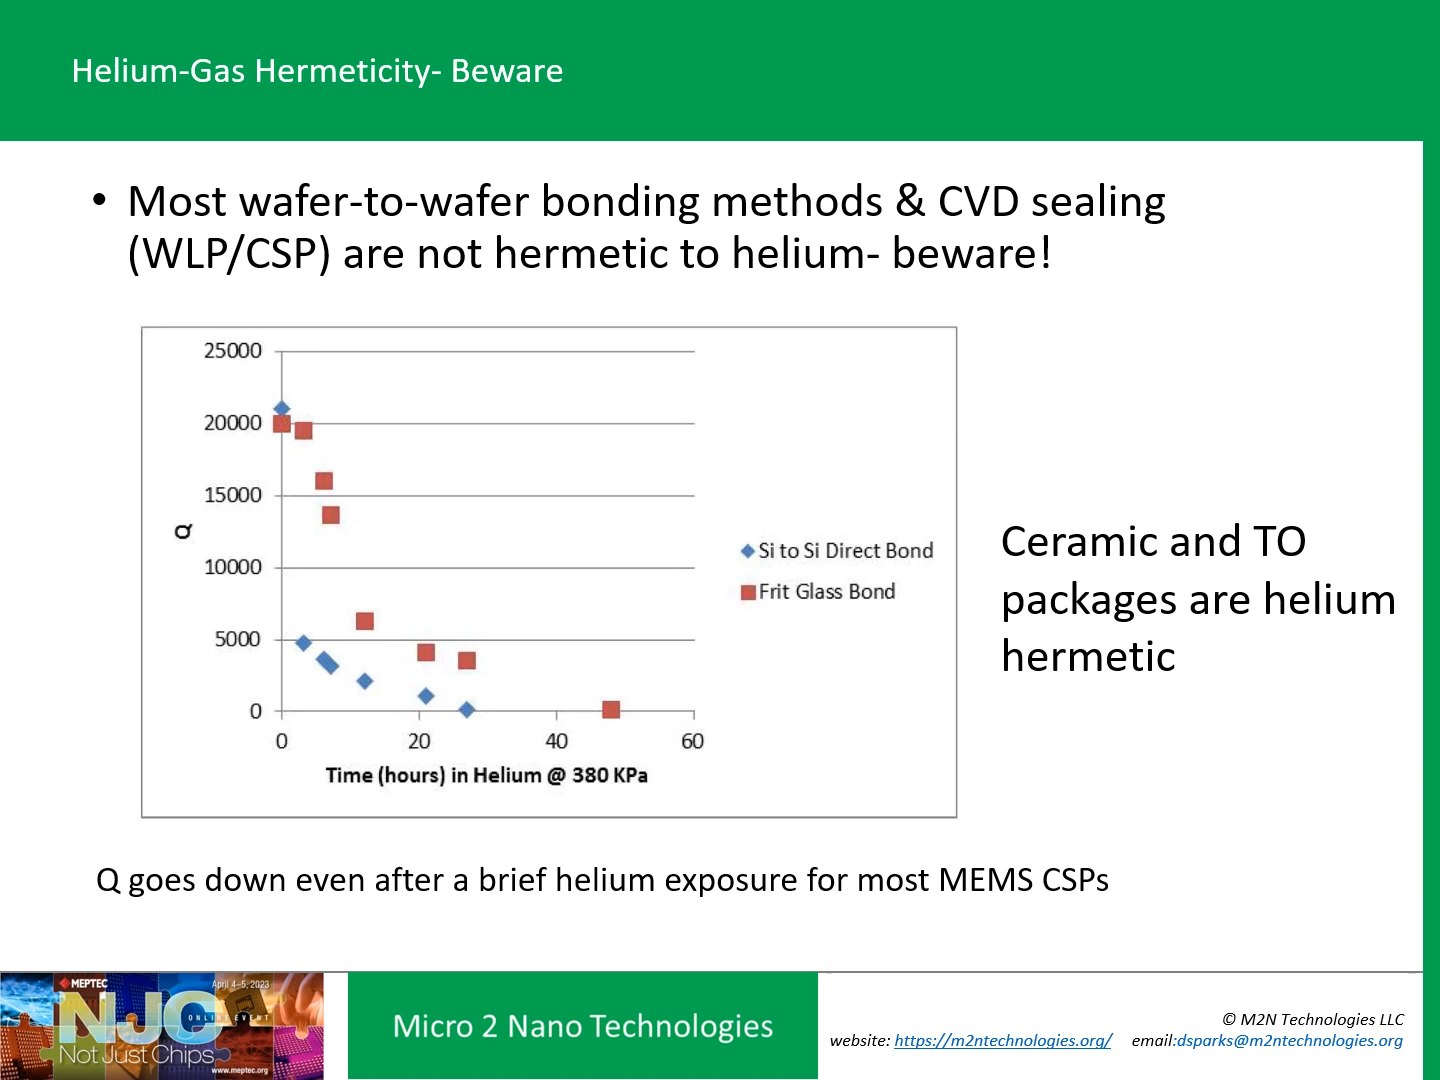 Helium-Gas Hermeticity- Beware
• Most wafer-to-wafer bonding methods & CVD sealing
(WLP/CSP) are not hermetic to helium- beware!
25000
20000
15000
10000
5000
0
Q
0 20 40 60
Time (hours) in Helium @ 380 KPa
Si to Si Direct Bond
Frit Glass Bond
Ceramic and TO
packages are helium
hermetic
Q goes down even after a brief helium exposure for most MEMS CSPs
MEPTEC
April 4–5, 2023
NJC
ONLINE EVENT
Not Just Chips
www.meptec.org
Micro 2 Nano Technologies
© M2N Technologies LLC
website: https://m2ntechnologies.org/ email:dsparks@m2ntechnologies.org